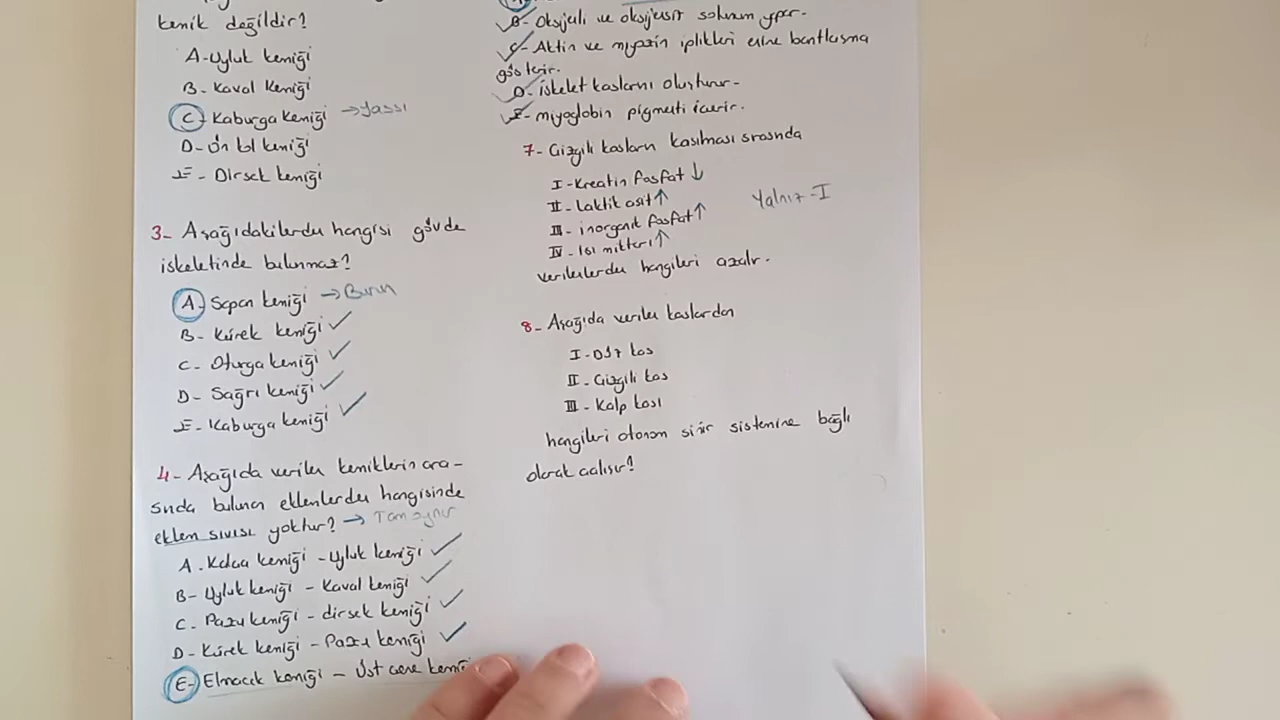 kemik değildir?
A- Uyluk kemiği
B- Kaval kemiği
C- Kaburga kemiği → Yassı
D- Ön kol kemiği
E- Dirsek kemiği
3- Aşağıdakilerden hangisi gövde
iskeletinde bulunmaz?
A- Sapan kemiği → Burun
B- Kürek kemiği
C- Oturga kemiği
D- Sağrı kemiği
E- Kaburga kemiği
4- Aşağıda verilen kemiklerin ara-
sında bulunan eklemlerden hangisinde
eklem sıvısı yoktur? → Tam oynar
A- Kalça kemiği - Uyluk kemiği
B- Uyluk kemiği - Kaval kemiği
C- Pazu kemiği - dirsek kemiği
D- Kürek kemiği - Pazu kemiği
E- Elmacık kemiği - Üst çene kemi
B- Oksijenli ve oksijensiz solunum yapar.
C- Aktin ve miyozin iplikleri enine bantlaşma
gösterir.
D- İskelet kaslarını oluşturur.
E- miyoglobin pigmenti içerir.
7- Çizgili kasların kasılması sırasında
I- Kreatin fosfat ↓
II- Laktik asit ↑
III- inorganik fosfat ↑
IV- Isı miktarı ↑
Yalnız - I
verilenlerden hangileri azalır.
8- Aşağıda verilen kaslardan
I- Düz kas
II- Çizgili kas
III- Kalp kası
hangileri otonom sinir sistemine bağlı
olarak çalışır?